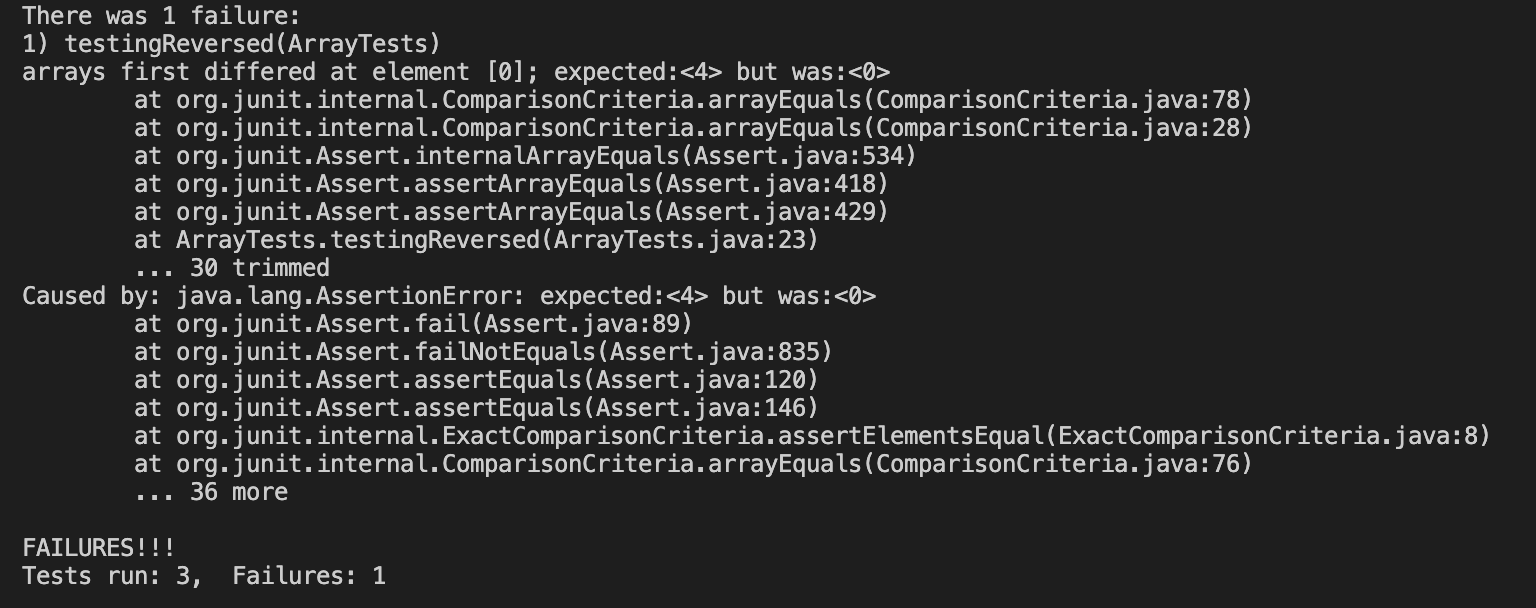 There was 1 failure:
1) testingReversed(ArrayTests)
arrays first differed at element [0]; expected:<4> but was:<0>
at org.junit.internal.ComparisonCriteria.arrayEquals(ComparisonCriteria.java:78)
at org.junit.internal.ComparisonCriteria.arrayEquals(ComparisonCriteria.java:28)
at org.junit.Assert.internalArrayEquals(Assert.java:534)
at org.junit.Assert.assertArrayEquals(Assert.java:418)
at org.junit.Assert.assertArrayEquals(Assert.java:429)
at ArrayTests.testingReversed(ArrayTests.java:23)
... 30 trimmed
Caused by: java.lang.AssertionError: expected:<4> but was:<0>
at org.junit.Assert.fail(Assert.java:89)
at org.junit.Assert.failNotEquals(Assert.java:835)
at org.junit.Assert.assertEquals(Assert.java:120)
at org.junit.Assert.assertEquals(Assert.java:146)
at org.junit.internal.ExactComparisonCriteria.assertElementsEqual(ExactComparisonCriteria.java:8)
at org.junit.internal.ComparisonCriteria.arrayEquals(ComparisonCriteria.java:76)
... 36 more
FAILURES!!!
Tests run: 3,  Failures: 1